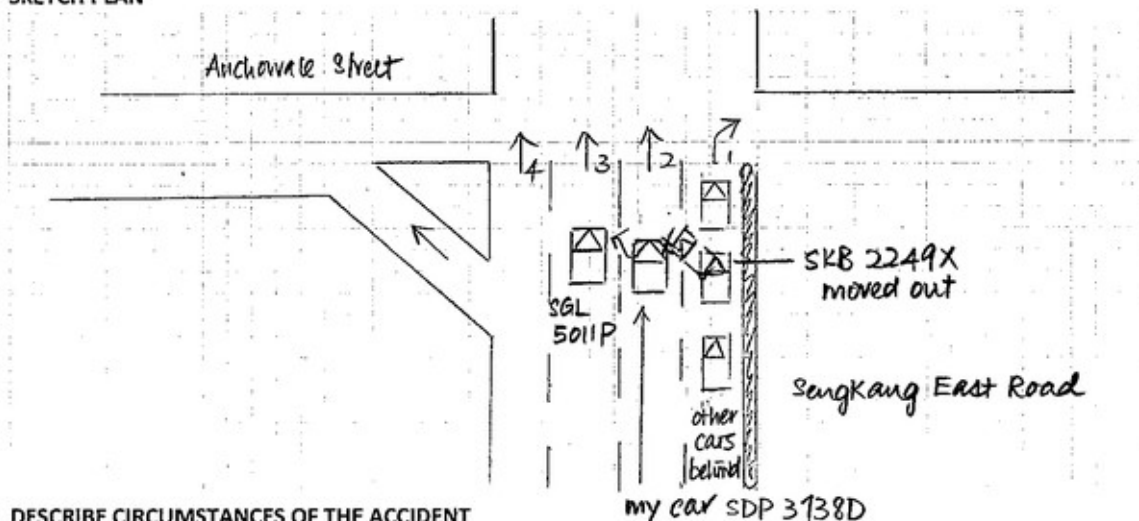 SKETCH PLAN
Anchorvale Street
4 3 2 1
SKB 2249X
moved out
SGL
5011P
SengKang East Road
other
cars
behind
my car SDP 3138D
DESCRIBE CIRCUMSTANCES OF THE ACCIDENT